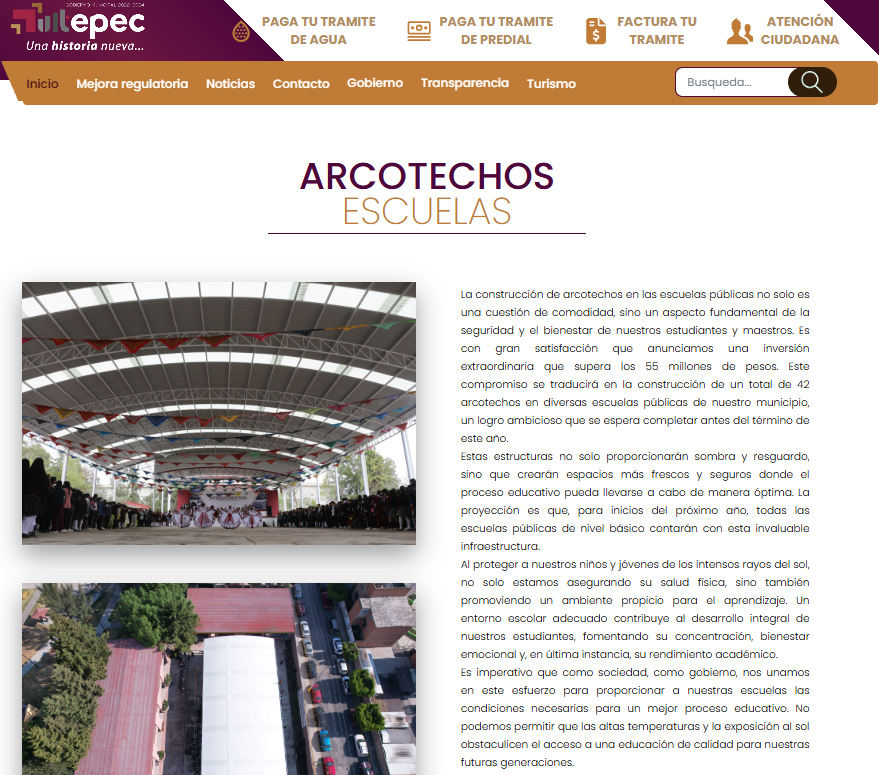 GOBIERNO MUNICIPAL 2022-2024
Tultepec
Una historia nueva...
PAGA TU TRAMITE
DE AGUA
PAGA TU TRAMITE
DE PREDIAL
FACTURA TU
TRAMITE
ATENCIÓN
CIUDADANA
Inicio
Mejora regulatoria
Noticias
Contacto
Gobierno
Transparencia
Turismo
Busqueda...
ARCOTECHOS
ESCUELAS
La construcción de arcotechos en las escuelas públicas no solo es
una cuestión de comodidad, sino un aspecto fundamental de la
seguridad y el bienestar de nuestros estudiantes y maestros. Es
con gran satisfacción que anunciamos una inversión
extraordinaria que supera los 55 millones de pesos. Este
compromiso se traducirá en la construcción de un total de 42
arcotechos en diversas escuelas públicas de nuestro municipio,
un logro ambicioso que se espera completar antes del término de
este año.
Estas estructuras no solo proporcionarán sombra y resguardo,
sino que crearán espacios más frescos y seguros donde el
proceso educativo pueda llevarse a cabo de manera óptima. La
proyección es que, para inicios del próximo año, todas las
escuelas públicas de nivel básico contarán con esta invaluable
infraestructura.
Al proteger a nuestros niños y jóvenes de los intensos rayos del sol,
no solo estamos asegurando su salud física, sino también
promoviendo un ambiente propicio para el aprendizaje. Un
entorno escolar adecuado contribuye al desarrollo integral de
nuestros estudiantes, fomentando su concentración, bienestar
emocional y, en última instancia, su rendimiento académico.
Es imperativo que como sociedad, como gobierno, nos unamos
en este esfuerzo para proporcionar a nuestras escuelas las
condiciones necesarias para un mejor proceso educativo. No
podemos permitir que las altas temperaturas y la exposición al sol
obstaculicen el acceso a una educación de calidad para nuestras
futuras generaciones.